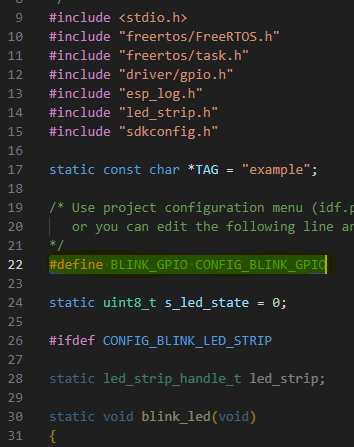 9 #include <stdio.h>
10 #include "freertos/FreeRTOS.h"
11 #include "freertos/task.h"
12 #include "driver/gpio.h"
13 #include "esp_log.h"
14 #include "led_strip.h"
15 #include "sdkconfig.h"
16
17 static const char *TAG = "example";
18
19 /* Use project configuration menu (idf.p
20 or you can edit the following line an
21 */
22 #define BLINK_GPIO CONFIG_BLINK_GPIO
23
24 static uint8_t s_led_state = 0;
25
26 #ifdef CONFIG_BLINK_LED_STRIP
27
28 static led_strip_handle_t led_strip;
29
30 static void blink_led(void)
31 {